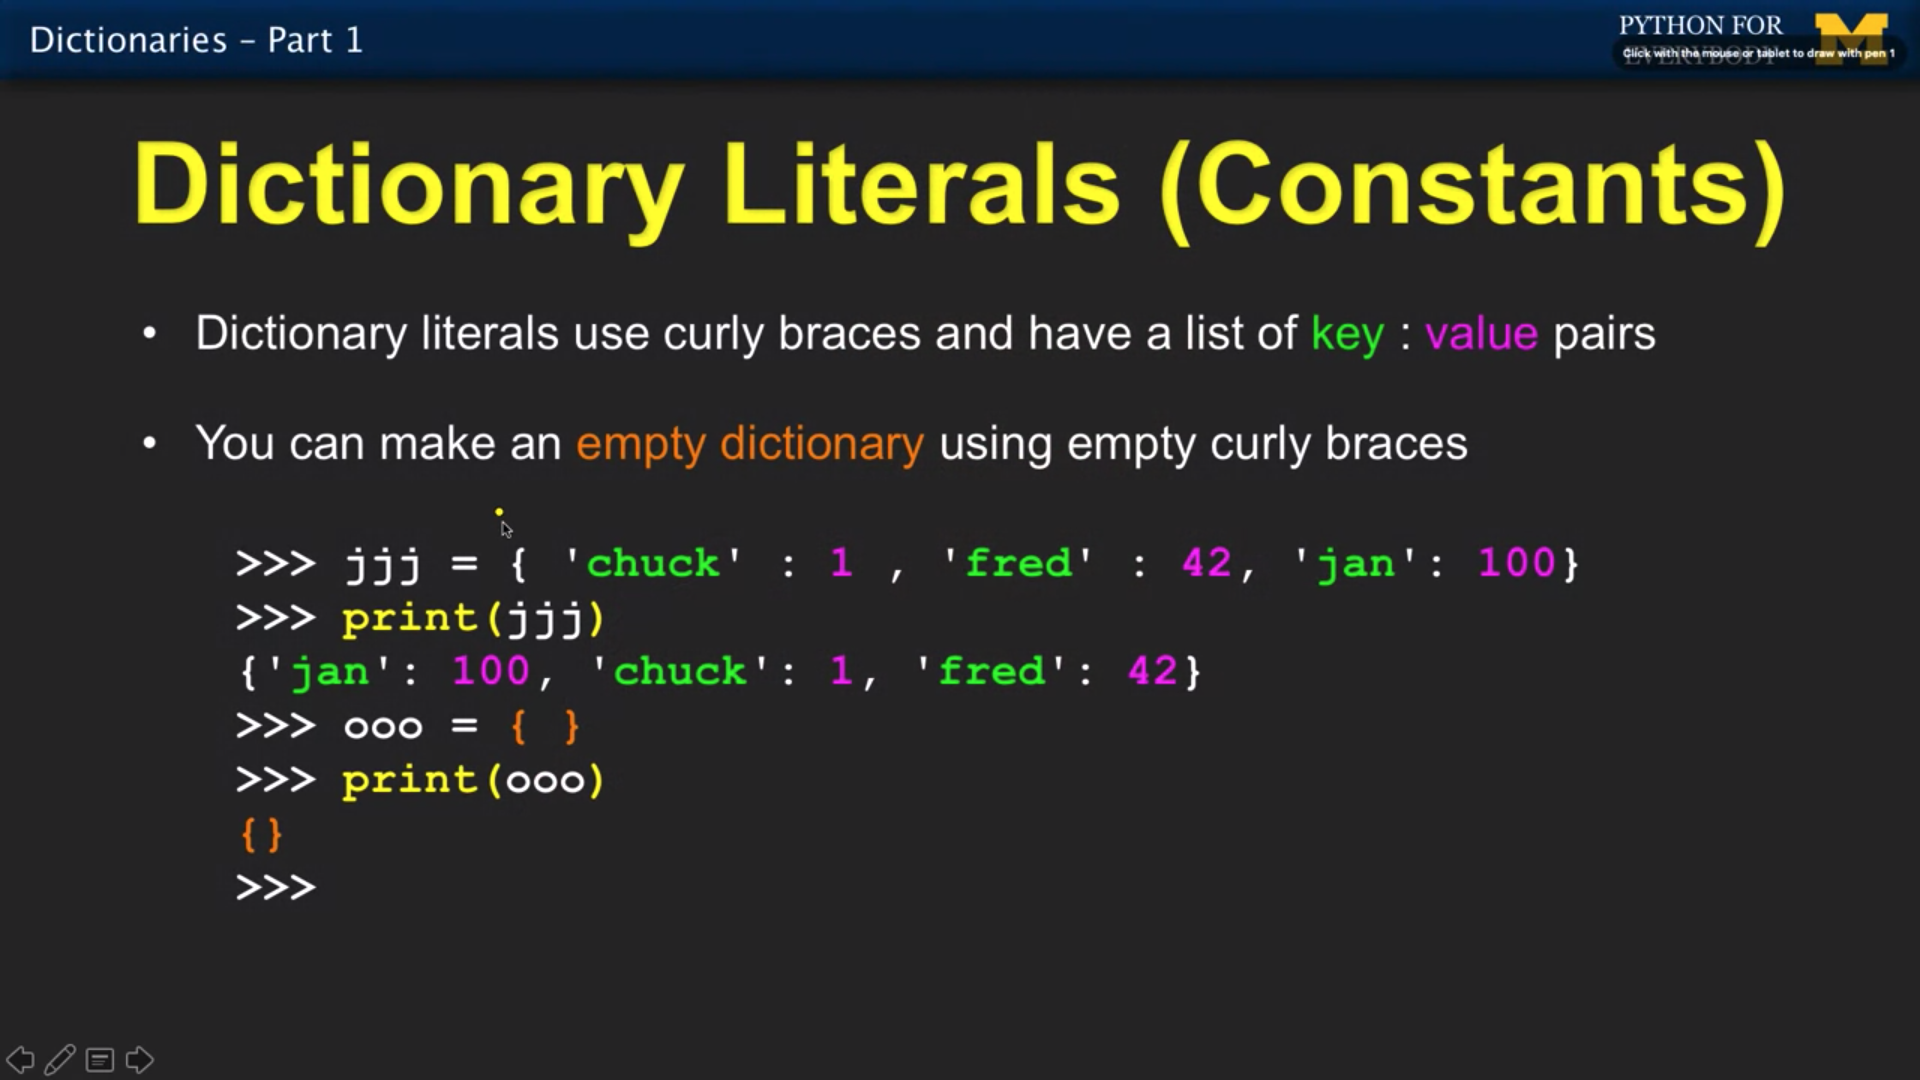 Dictionaries – Part 1
PYTHON FOR
EVERYBODY
Click with the mouse or tablet to draw with pen 1
Dictionary Literals (Constants)
• Dictionary literals use curly braces and have a list of key : value pairs
• You can make an empty dictionary using empty curly braces
>>> jjj = { 'chuck' : 1 , 'fred' : 42, 'jan': 100}
>>> print(jjj)
{'jan': 100, 'chuck': 1, 'fred': 42}
>>> ooo = { }
>>> print(ooo)
{}
>>>